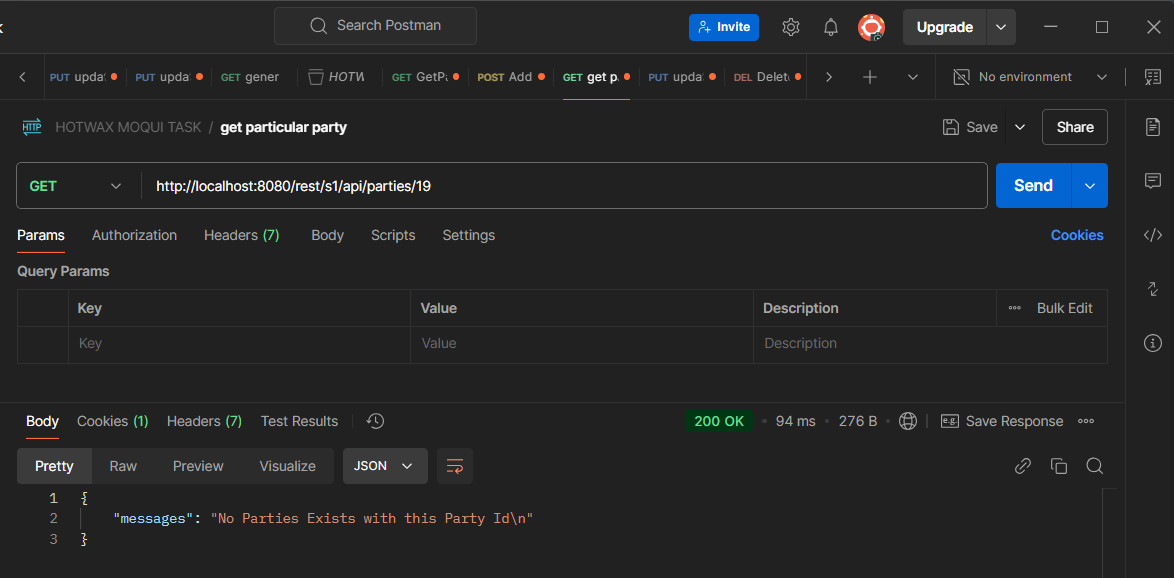 Search Postman
Invite
Upgrade
PUT upda
PUT upda
GET gener
HOTW
GET GetP
POST Add
GET get p
PUT upda
DEL Delet
No environment
HTTP HOTWAX MOQUI TASK / get particular party
Save
Share
GET
http://localhost:8080/rest/s1/api/parties/19
Send
Params Authorization Headers (7) Body Scripts Settings Cookies
Query Params
Key Value Description Bulk Edit
Key Value Description
Body Cookies (1) Headers (7) Test Results 200 OK • 94 ms • 276 B • e.g. Save Response
Pretty Raw Preview Visualize JSON
1 {
2 "messages": "No Parties Exists with this Party Id\n"
3 }